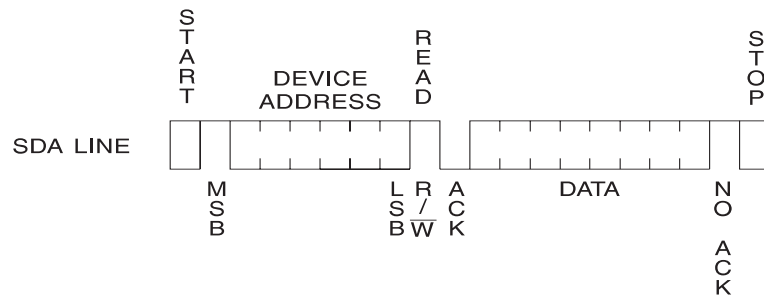 START
READ
STOP
DEVICE
ADDRESS
SDA LINE
MSB
LSB
R/W̅
ACK
DATA
NO ACK